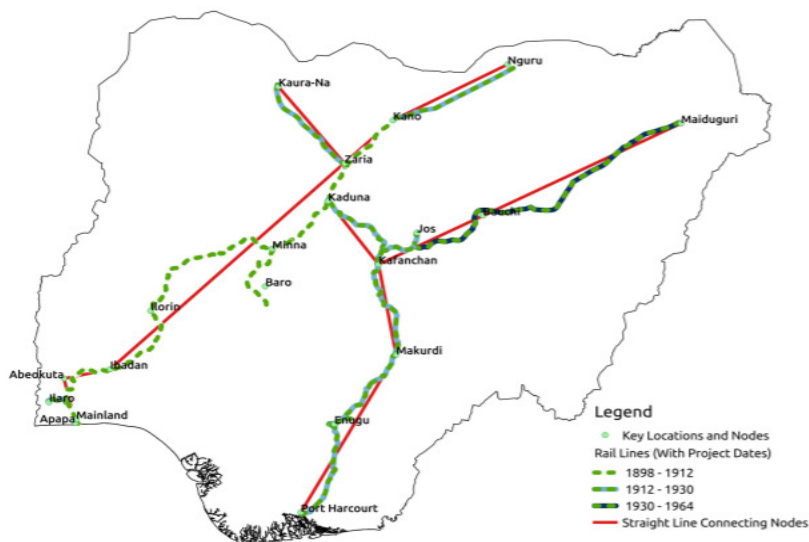 Nguru
Kaura-Na
Kano
Maiduguri
Zaria
Kaduna
Bauchi
Jos
Minna
Karanchan
Baro
Ilorin
Makurdi
Ibadan
Abeokuta
Ilaro
Apapa
Mainland
Enugu
Port Harcourt
Legend
Key Locations and Nodes
Rail Lines (With Project Dates)
1898 - 1912
1912 - 1930
1930 - 1964
Straight Line Connecting Nodes